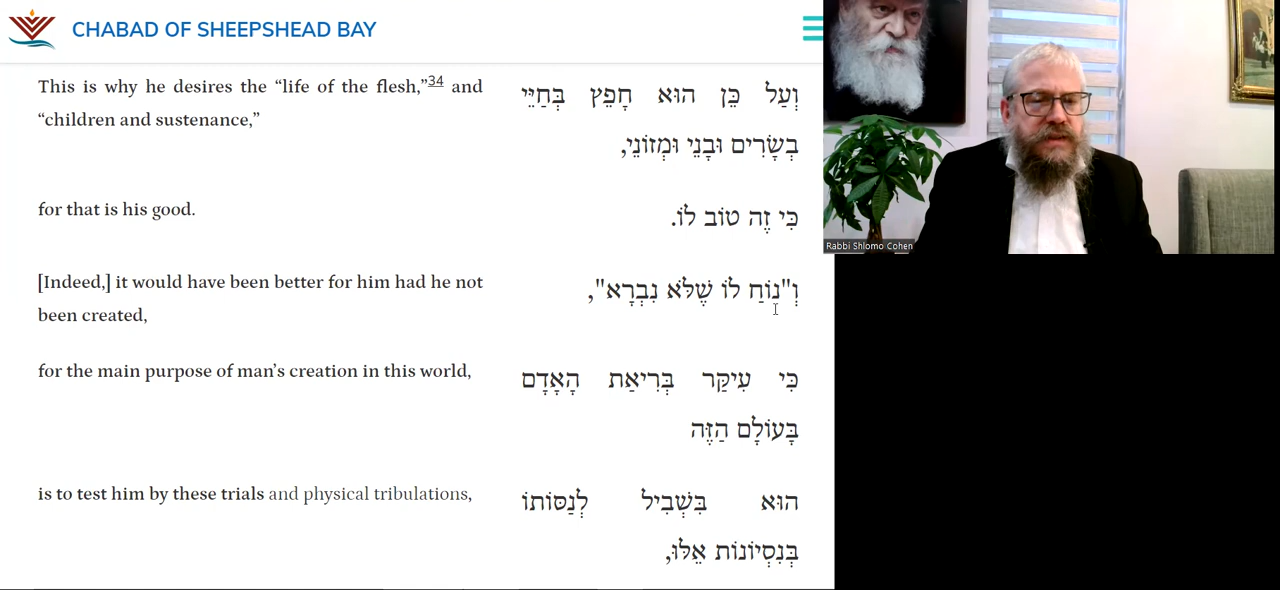 CHABAD OF SHEEPSHEAD BAY
This is why he desires the “life of the flesh,”34 and
“children and sustenance,”
וְעַל כֵּן הוּא חָפֵץ בְּחַיֵּי
בְשָׂרִים וּבָנֵי וּמְזוֹנֵי,
for that is his good.
כִּי זֶה טוֹב לוֹ.
[Indeed,] it would have been better for him had he not
been created,
וְ"נוֹחַ לוֹ שֶׁלֹּא נִבְרָא",
for the main purpose of man’s creation in this world,
כִּי עִיקַּר בְּרִיאַת הָאָדָם
בָּעוֹלָם הַזֶּה
is to test him by these trials and physical tribulations,
הוּא בִּשְׁבִיל לְנַסּוֹתוֹ
בְּנִסְיוֹנוֹת אֵלּוּ,
Rabbi Shlomo Cohen